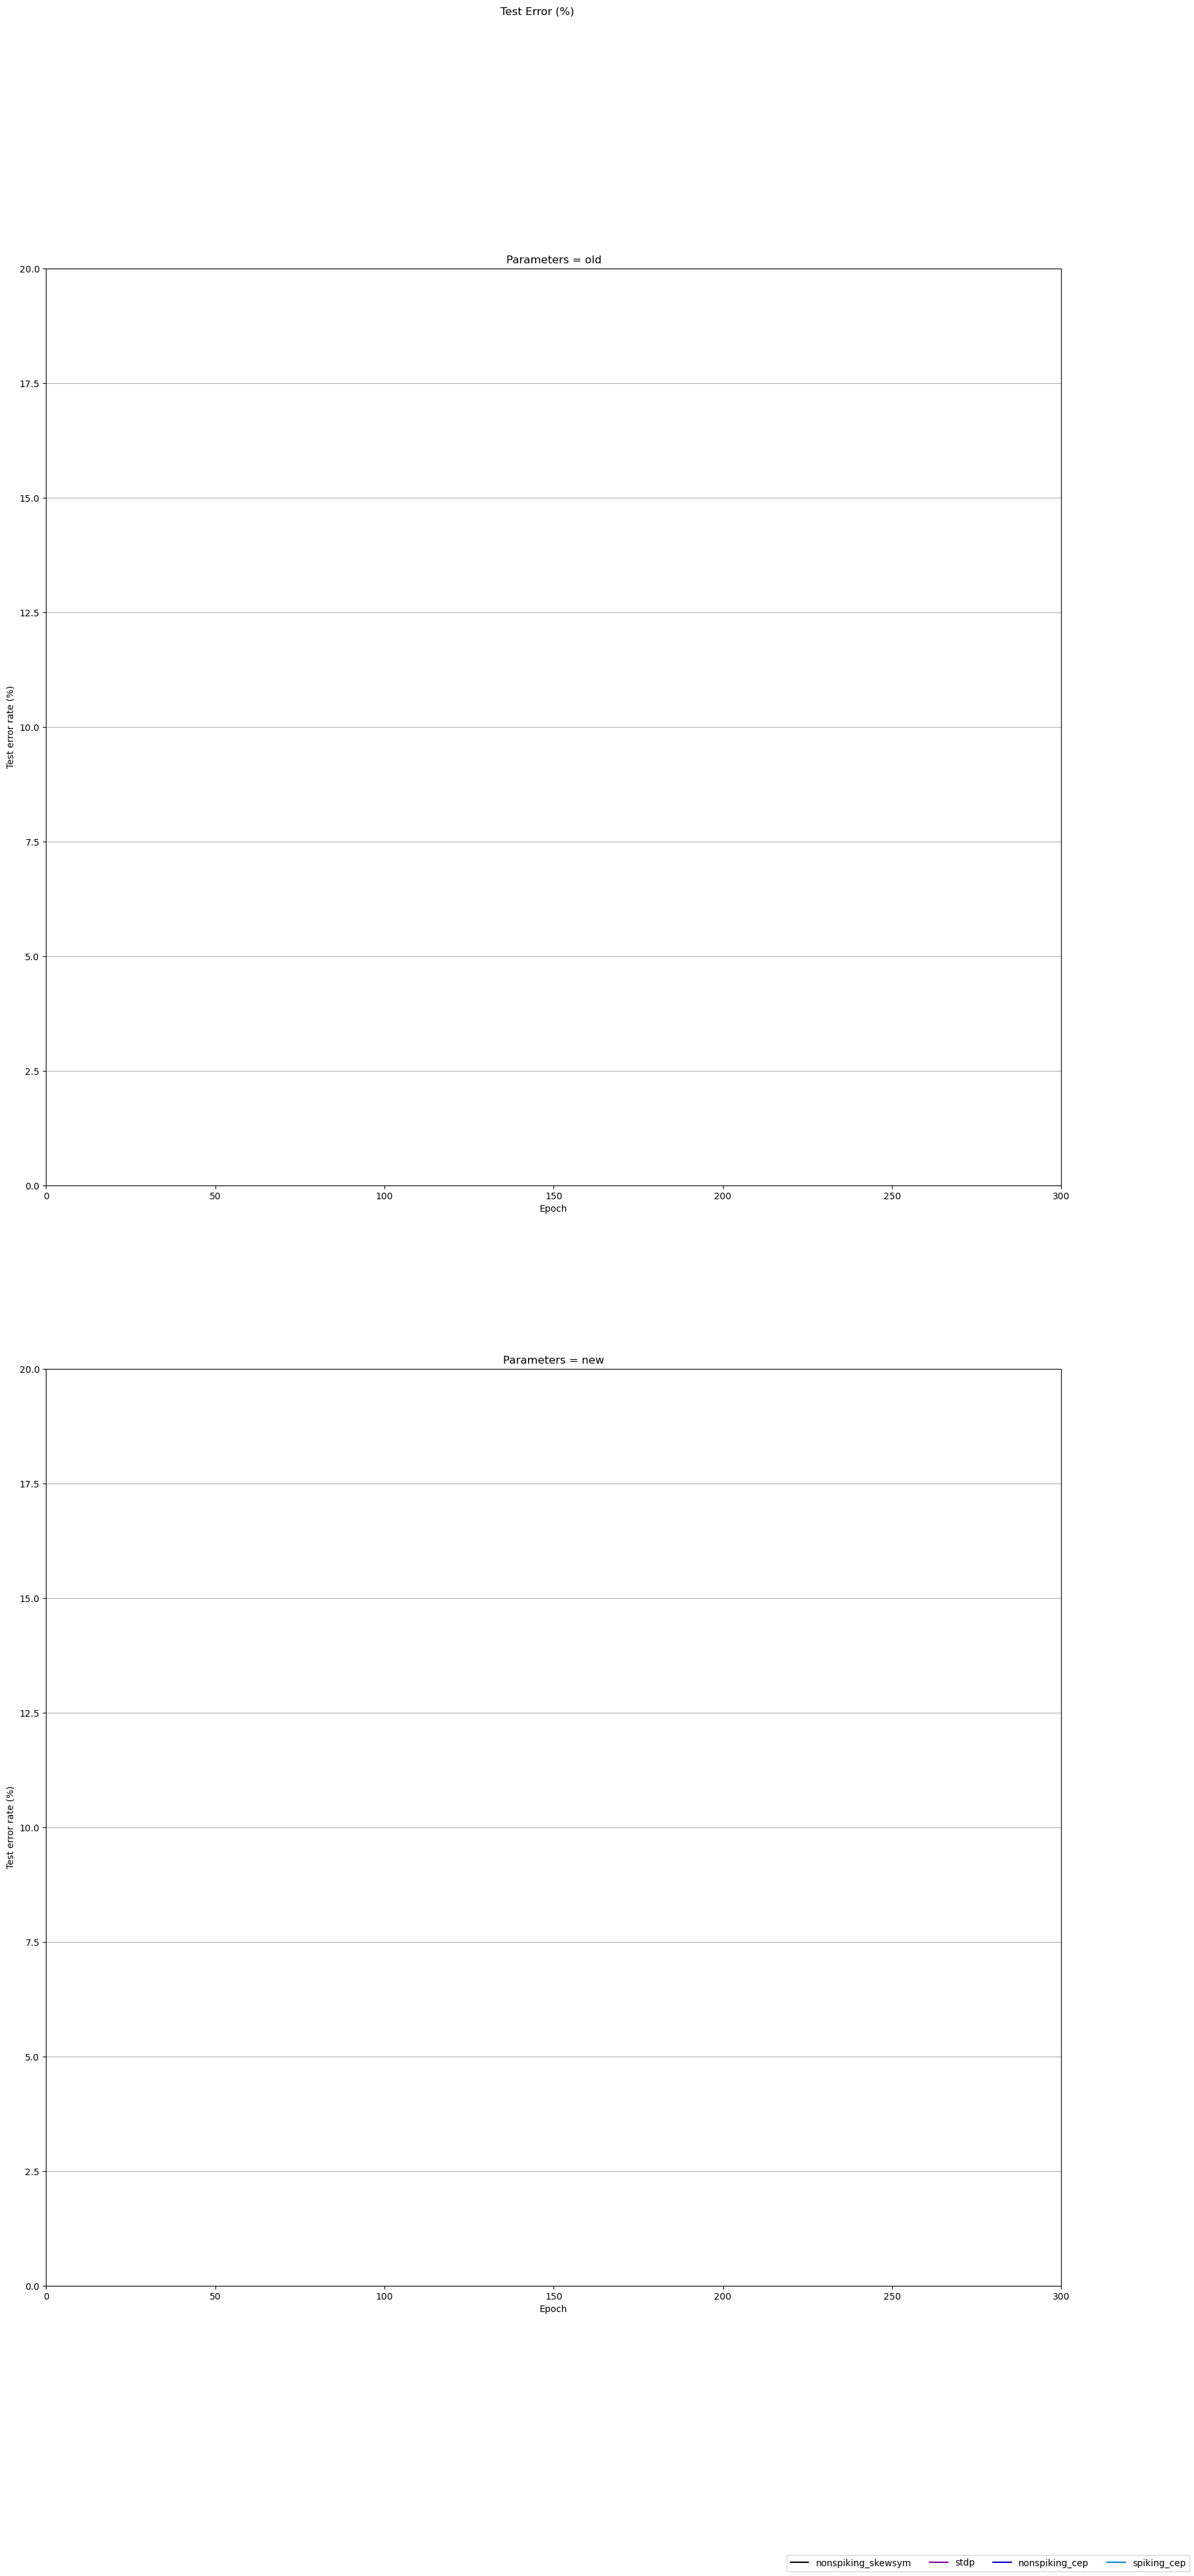 Test Error (%)
Parameters = old
20.0
17.5
15.0
12.5
10.0
7.5
5.0
2.5
0.0
Test error rate (%)
0 50 100 150 200 250 300
Epoch
Parameters = new
20.0
17.5
15.0
12.5
10.0
7.5
5.0
2.5
0.0
Test error rate (%)
0 50 100 150 200 250 300
Epoch
nonspiking_skewsym stdp nonspiking_cep spiking_cep